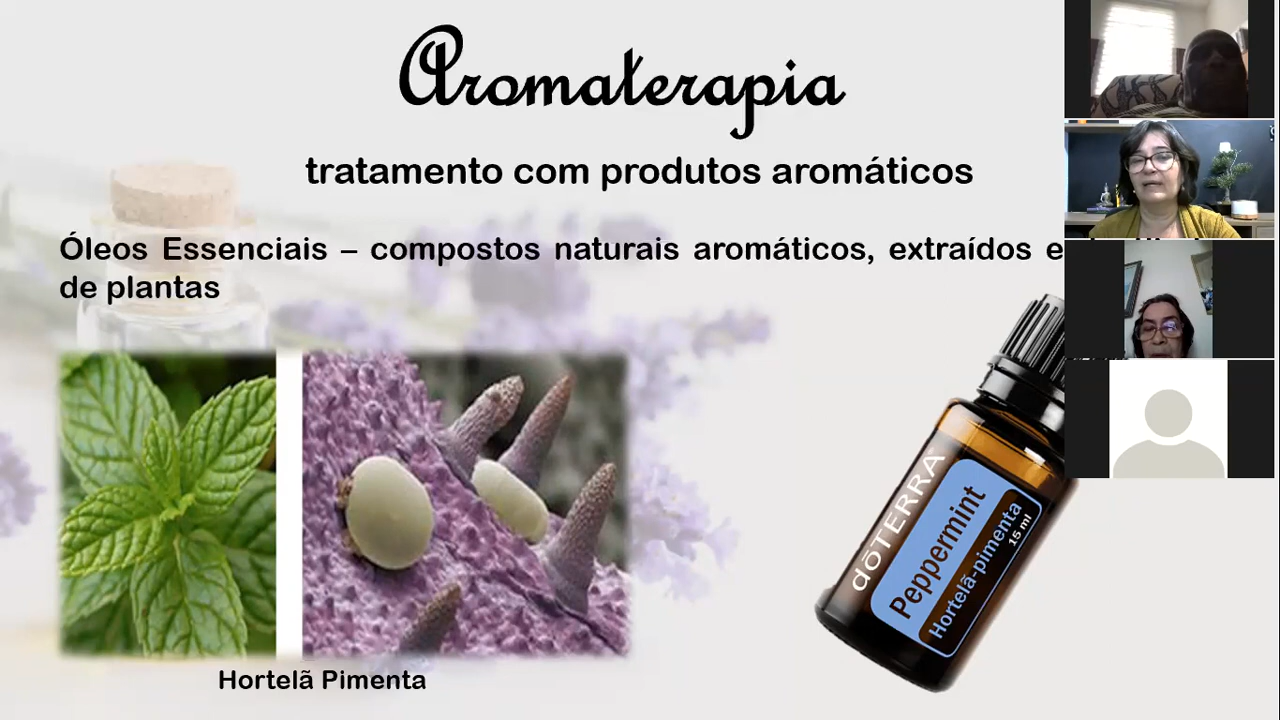 Aromaterapia
tratamento com produtos aromáticos
Óleos Essenciais – compostos naturais aromáticos, extraídos e
de plantas
dōTERRA
Peppermint
Hortelã-pimenta
15 ml
Hortelã Pimenta